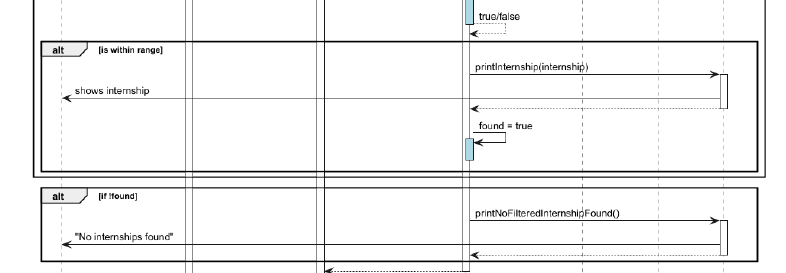 true/false
alt [is within range]
printInternship(internship)
shows internship
found = true
alt [if !found]
printNoFilteredInternshipFound()
"No internships found"